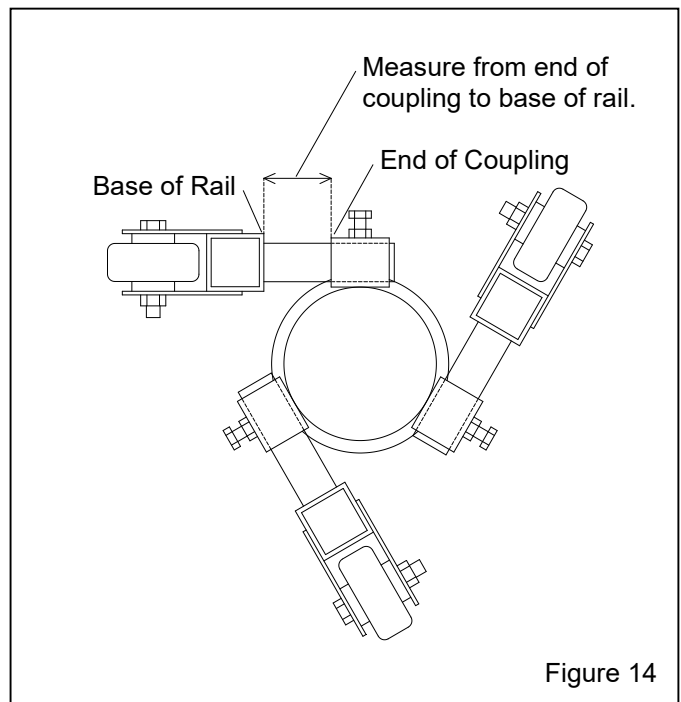 Measure from end of
coupling to base of rail.
End of Coupling
Base of Rail
Figure 14